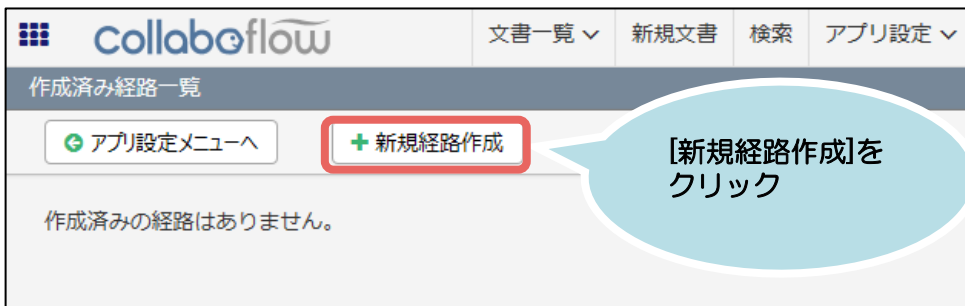 collaboflow 文書一覧 新規文書 検索 アプリ設定
作成済み経路一覧
アプリ設定メニューへ + 新規経路作成
[新規経路作成]を
クリック
作成済みの経路はありません。